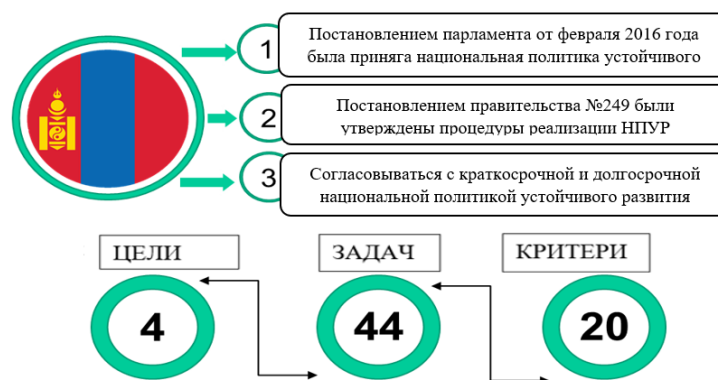 1
Постановлением парламента от февраля 2016 года
была приняга национальная политика устойчивого
2
Постановлением правительства №249 были
утверждены процедуры реализации НПУР
3
Согласовываться с краткосрочной и долгосрочной
национальной политикой устойчивого развития
ЦЕЛИ
ЗАДАЧ
КРИТЕРИ
4
44
20